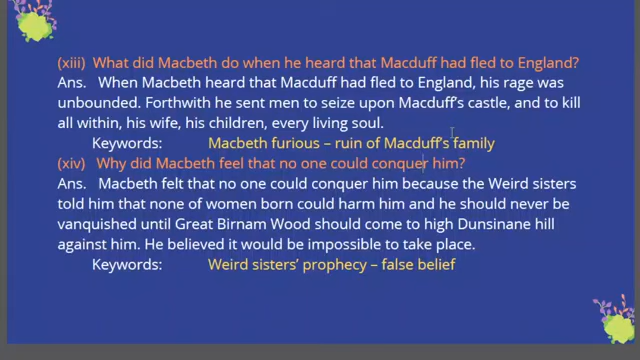 (xiii) What did Macbeth do when he heard that Macduff had fled to England?
Ans. When Macbeth heard that Macduff had fled to England, his rage was
unbounded. Forthwith he sent men to seize upon Macduff's castle, and to kill
all within, his wife, his children, every living soul.
Keywords: Macbeth furious – ruin of Macduff's family
(xiv) Why did Macbeth feel that no one could conquer him?
Ans. Macbeth felt that no one could conquer him because the Weird sisters
told him that none of women born could harm him and he should never be
vanquished until Great Birnam Wood should come to high Dunsinane hill
against him. He believed it would be impossible to take place.
Keywords: Weird sisters' prophecy – false belief